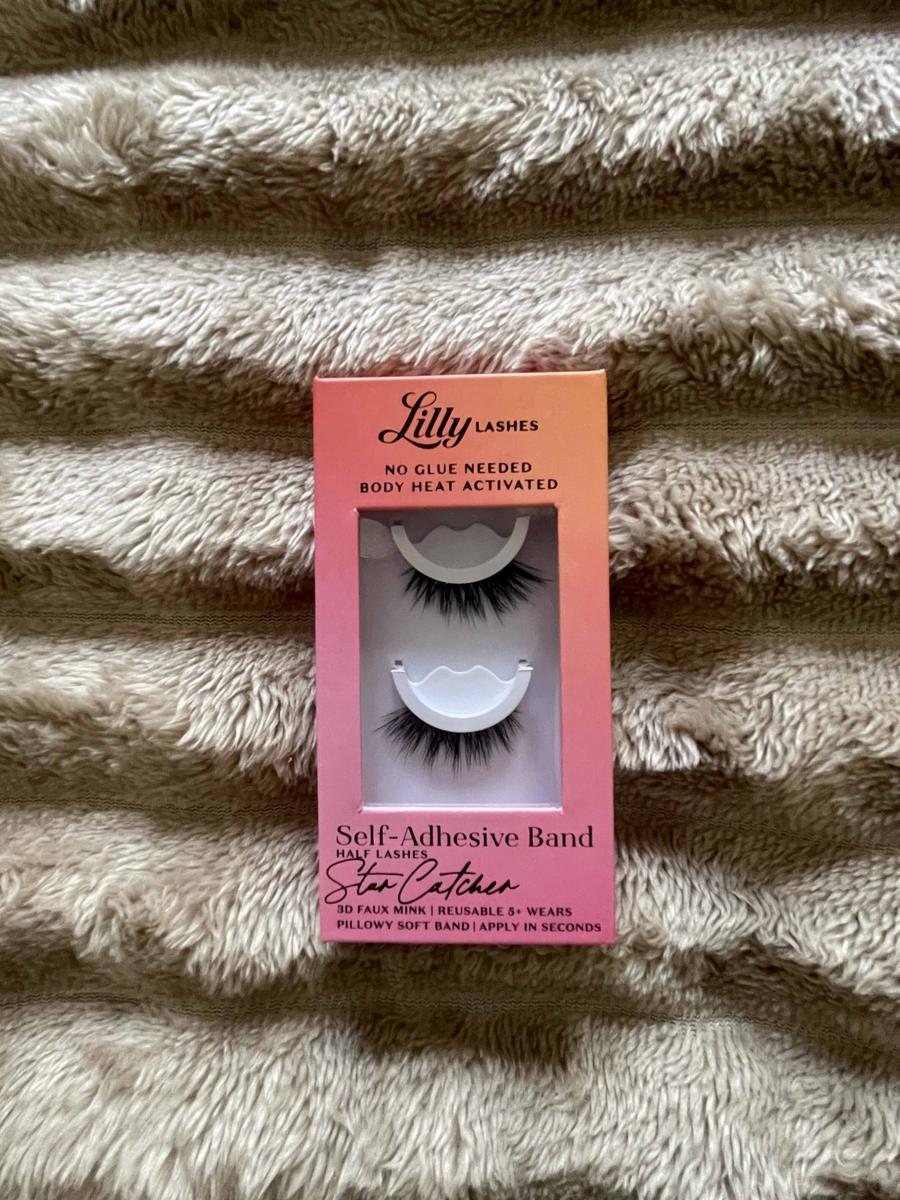 Lilly LASHES
NO GLUE NEEDED
BODY HEAT ACTIVATED
Self-Adhesive Band
HALF LASHES
Star Catcher
3D FAUX MINK | REUSABLE 5+ WEARS
PILLOWY SOFT BAND | APPLY IN SECONDS